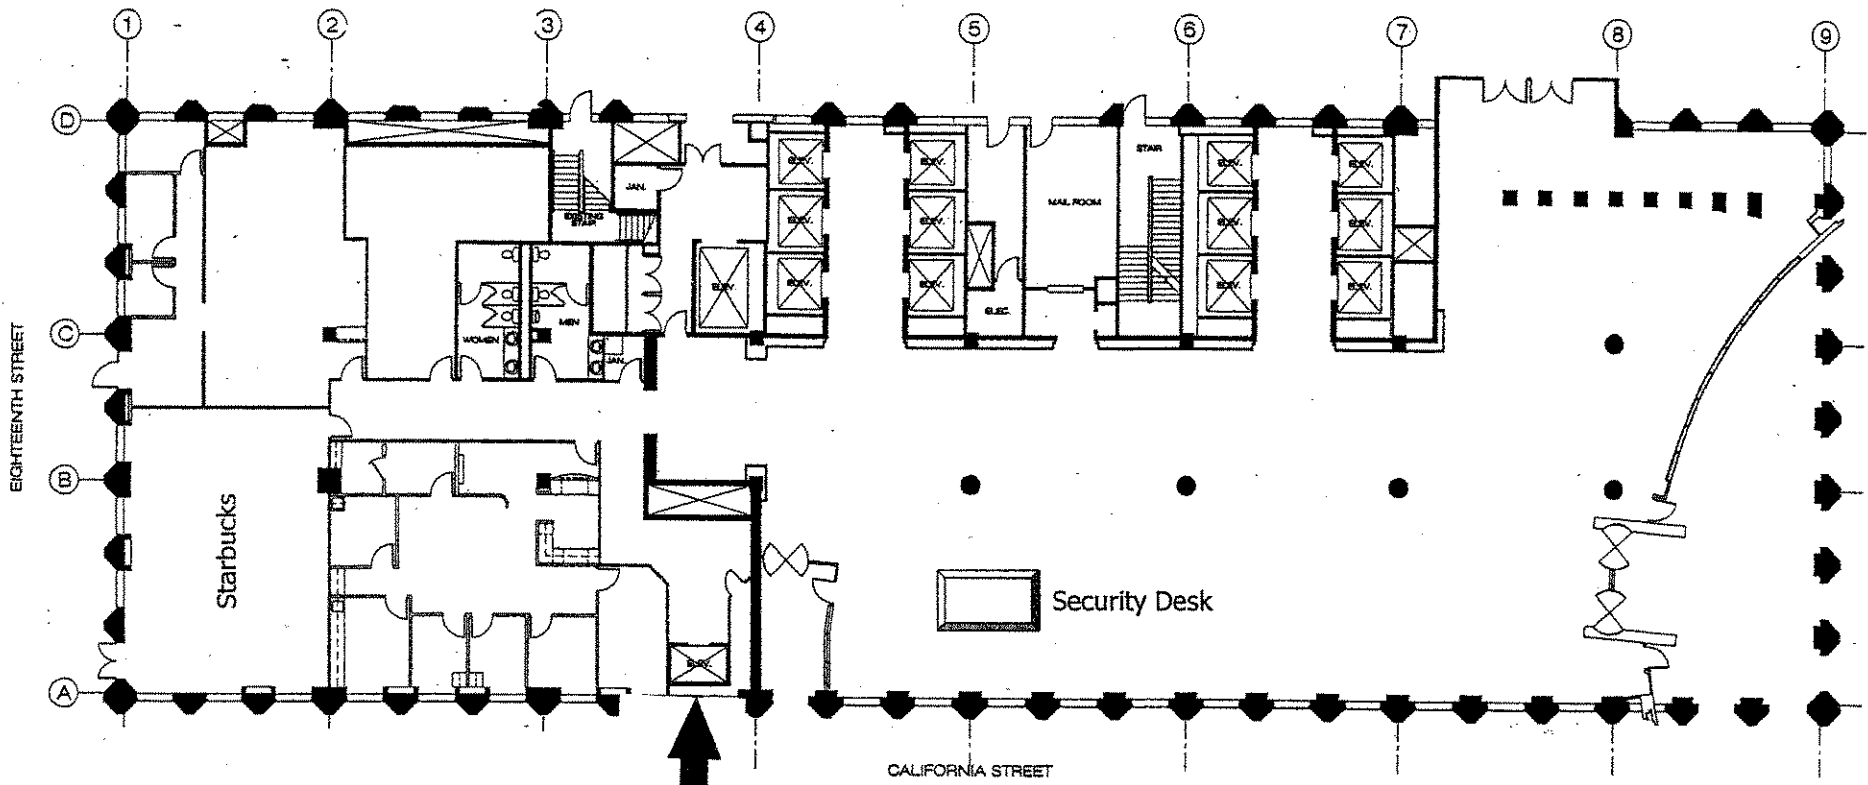 1 2 3 4 5 6 7 8 9
D
ELEV. ELEV. STAIR ELEV. ELEV.
JAN.
MAIL ROOM
EXISTING
STAIR
ELEV. ELEV. ELEV. ELEV.
ELEV. ELEV. ELEV. ELEV. ELEV.
ELEC.
MEN
C
WOMEN
JAN.
EIGHTEENTH STREET
B
Starbucks
Security Desk
ELEV.
A
CALIFORNIA STREET